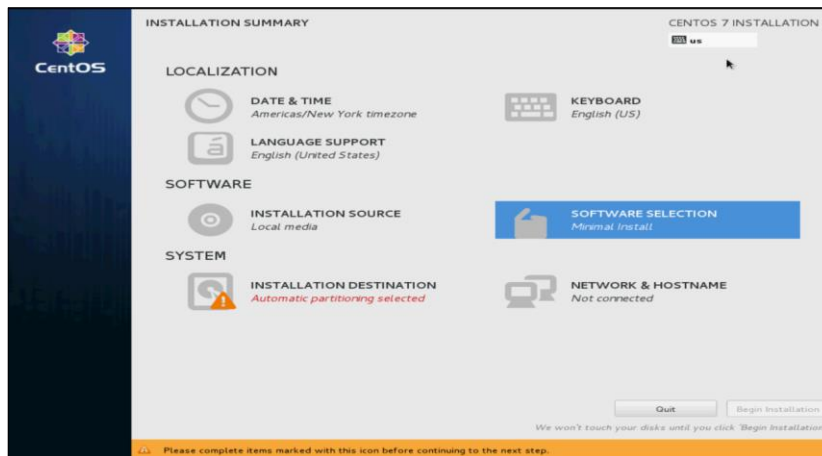 INSTALLATION SUMMARY
CENTOS 7 INSTALLATION
us
CentOS
LOCALIZATION
DATE & TIME
Americas/New York timezone
KEYBOARD
English (US)
LANGUAGE SUPPORT
English (United States)
SOFTWARE
INSTALLATION SOURCE
Local media
SOFTWARE SELECTION
Minimal Install
SYSTEM
INSTALLATION DESTINATION
Automatic partitioning selected
NETWORK & HOSTNAME
Not connected
Quit
Begin Installation
We won't touch your disks until you click 'Begin Installation
Please complete items marked with this icon before continuing to the next step.